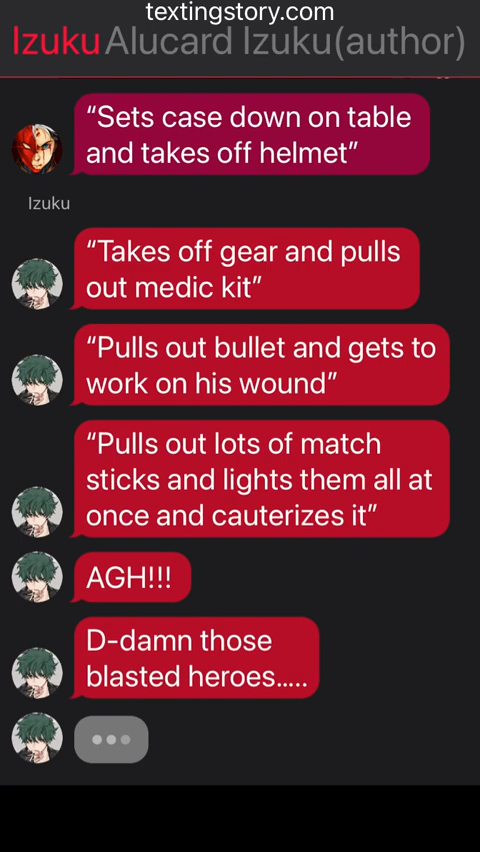 textingstory.com
Izuku Alucard Izuku(author)
“Sets case down on table
and takes off helmet”
Izuku
“Takes off gear and pulls
out medic kit”
“Pulls out bullet and gets to
work on his wound”
“Pulls out lots of match
sticks and lights them all at
once and cauterizes it”
AGH!!!
D-damn those
blasted heroes.....